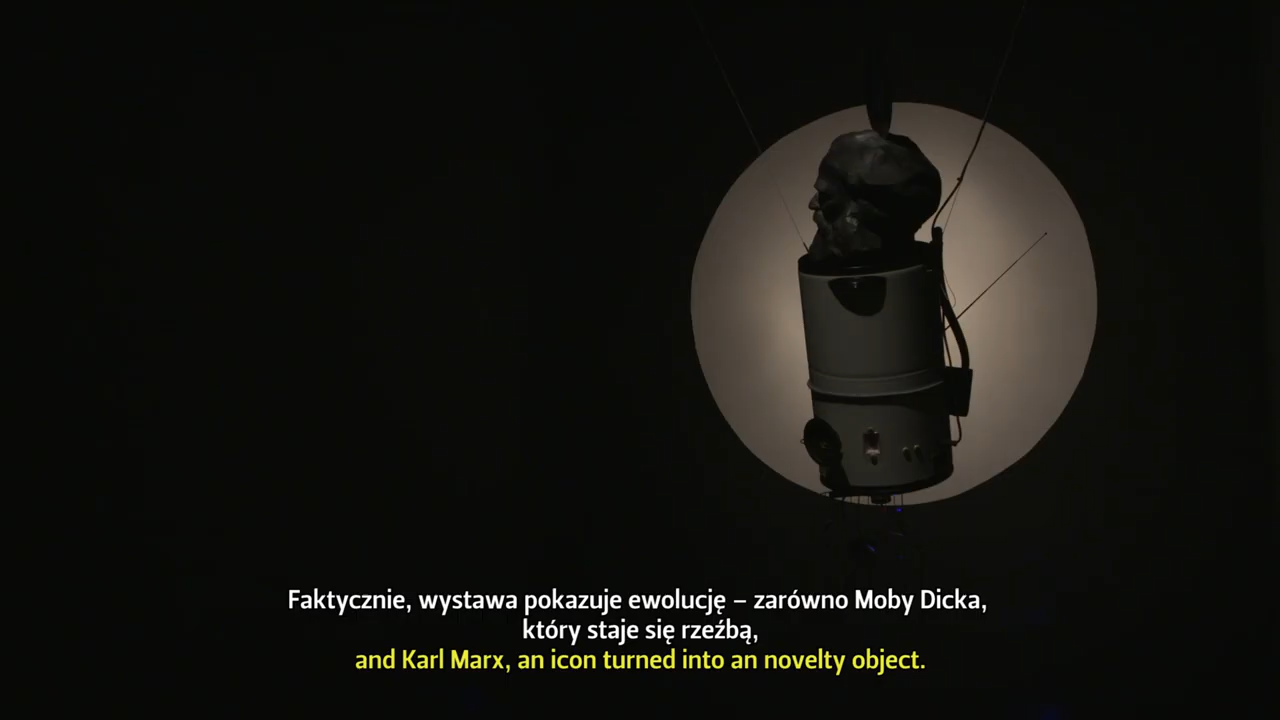 Faktycznie, wystawa pokazuje ewolucję – zarówno Moby Dicka,
który staje się rzeźbą,
and Karl Marx, an icon turned into an novelty object.